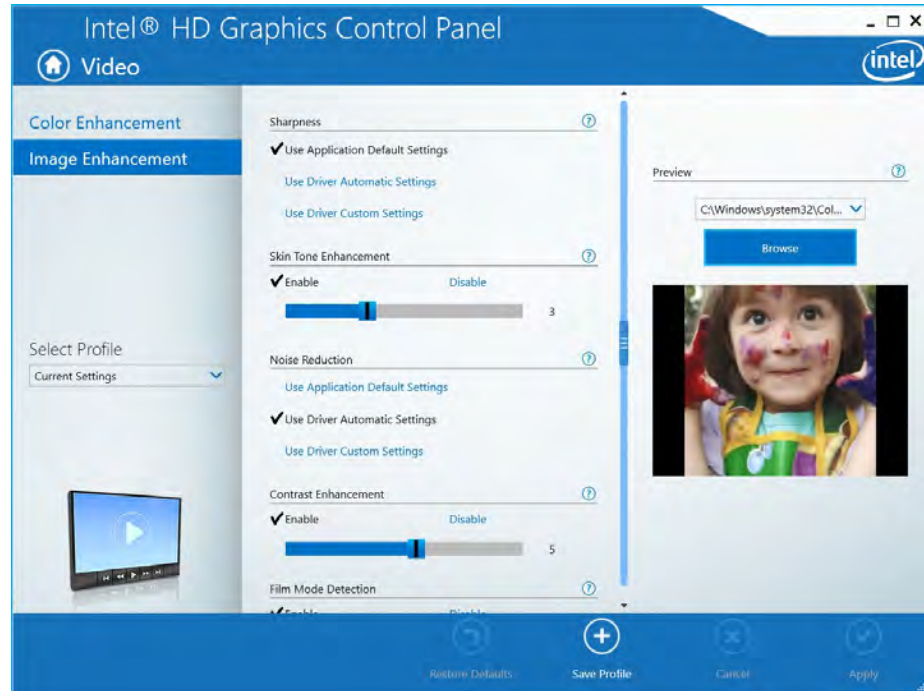 Intel® HD Graphics Control Panel
Video
intel
Color Enhancement
Image Enhancement
Select Profile
Current Settings
Sharpness
Use Application Default Settings
Use Driver Automatic Settings
Use Driver Custom Settings
Skin Tone Enhancement
Enable Disable
3
Noise Reduction
Use Application Default Settings
Use Driver Automatic Settings
Use Driver Custom Settings
Contrast Enhancement
Enable Disable
5
Film Mode Detection
Enable Disable
Preview
C:\Windows\system32\Col...
Browse
Restore Defaults
Save Profile
Cancel
Apply